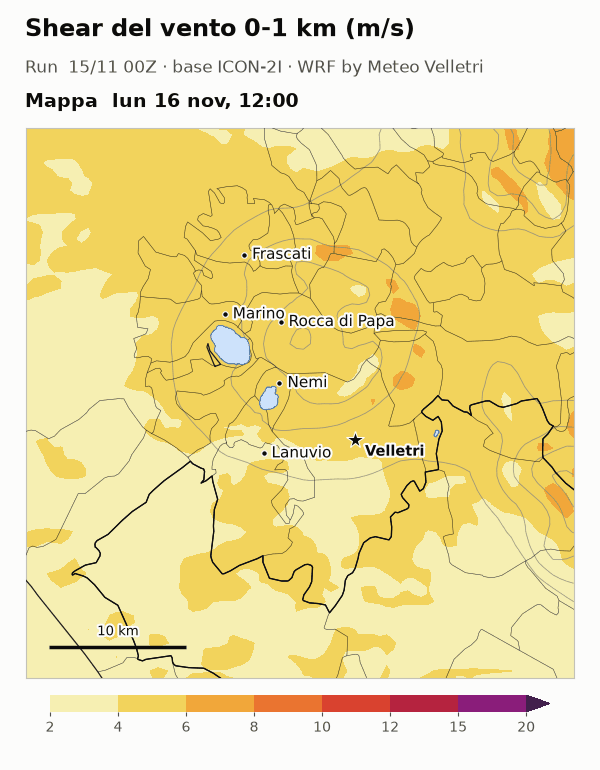 Shear del vento 0-1 km (m/s)
Run  15/11 00Z · base ICON-2I · WRF by Meteo Velletri
Mappa  lun 16 nov, 12:00
Frascati
Marino
Rocca di Papa
Nemi
Velletri
Lanuvio
10 km
2 4 6 8 10 12 15 20